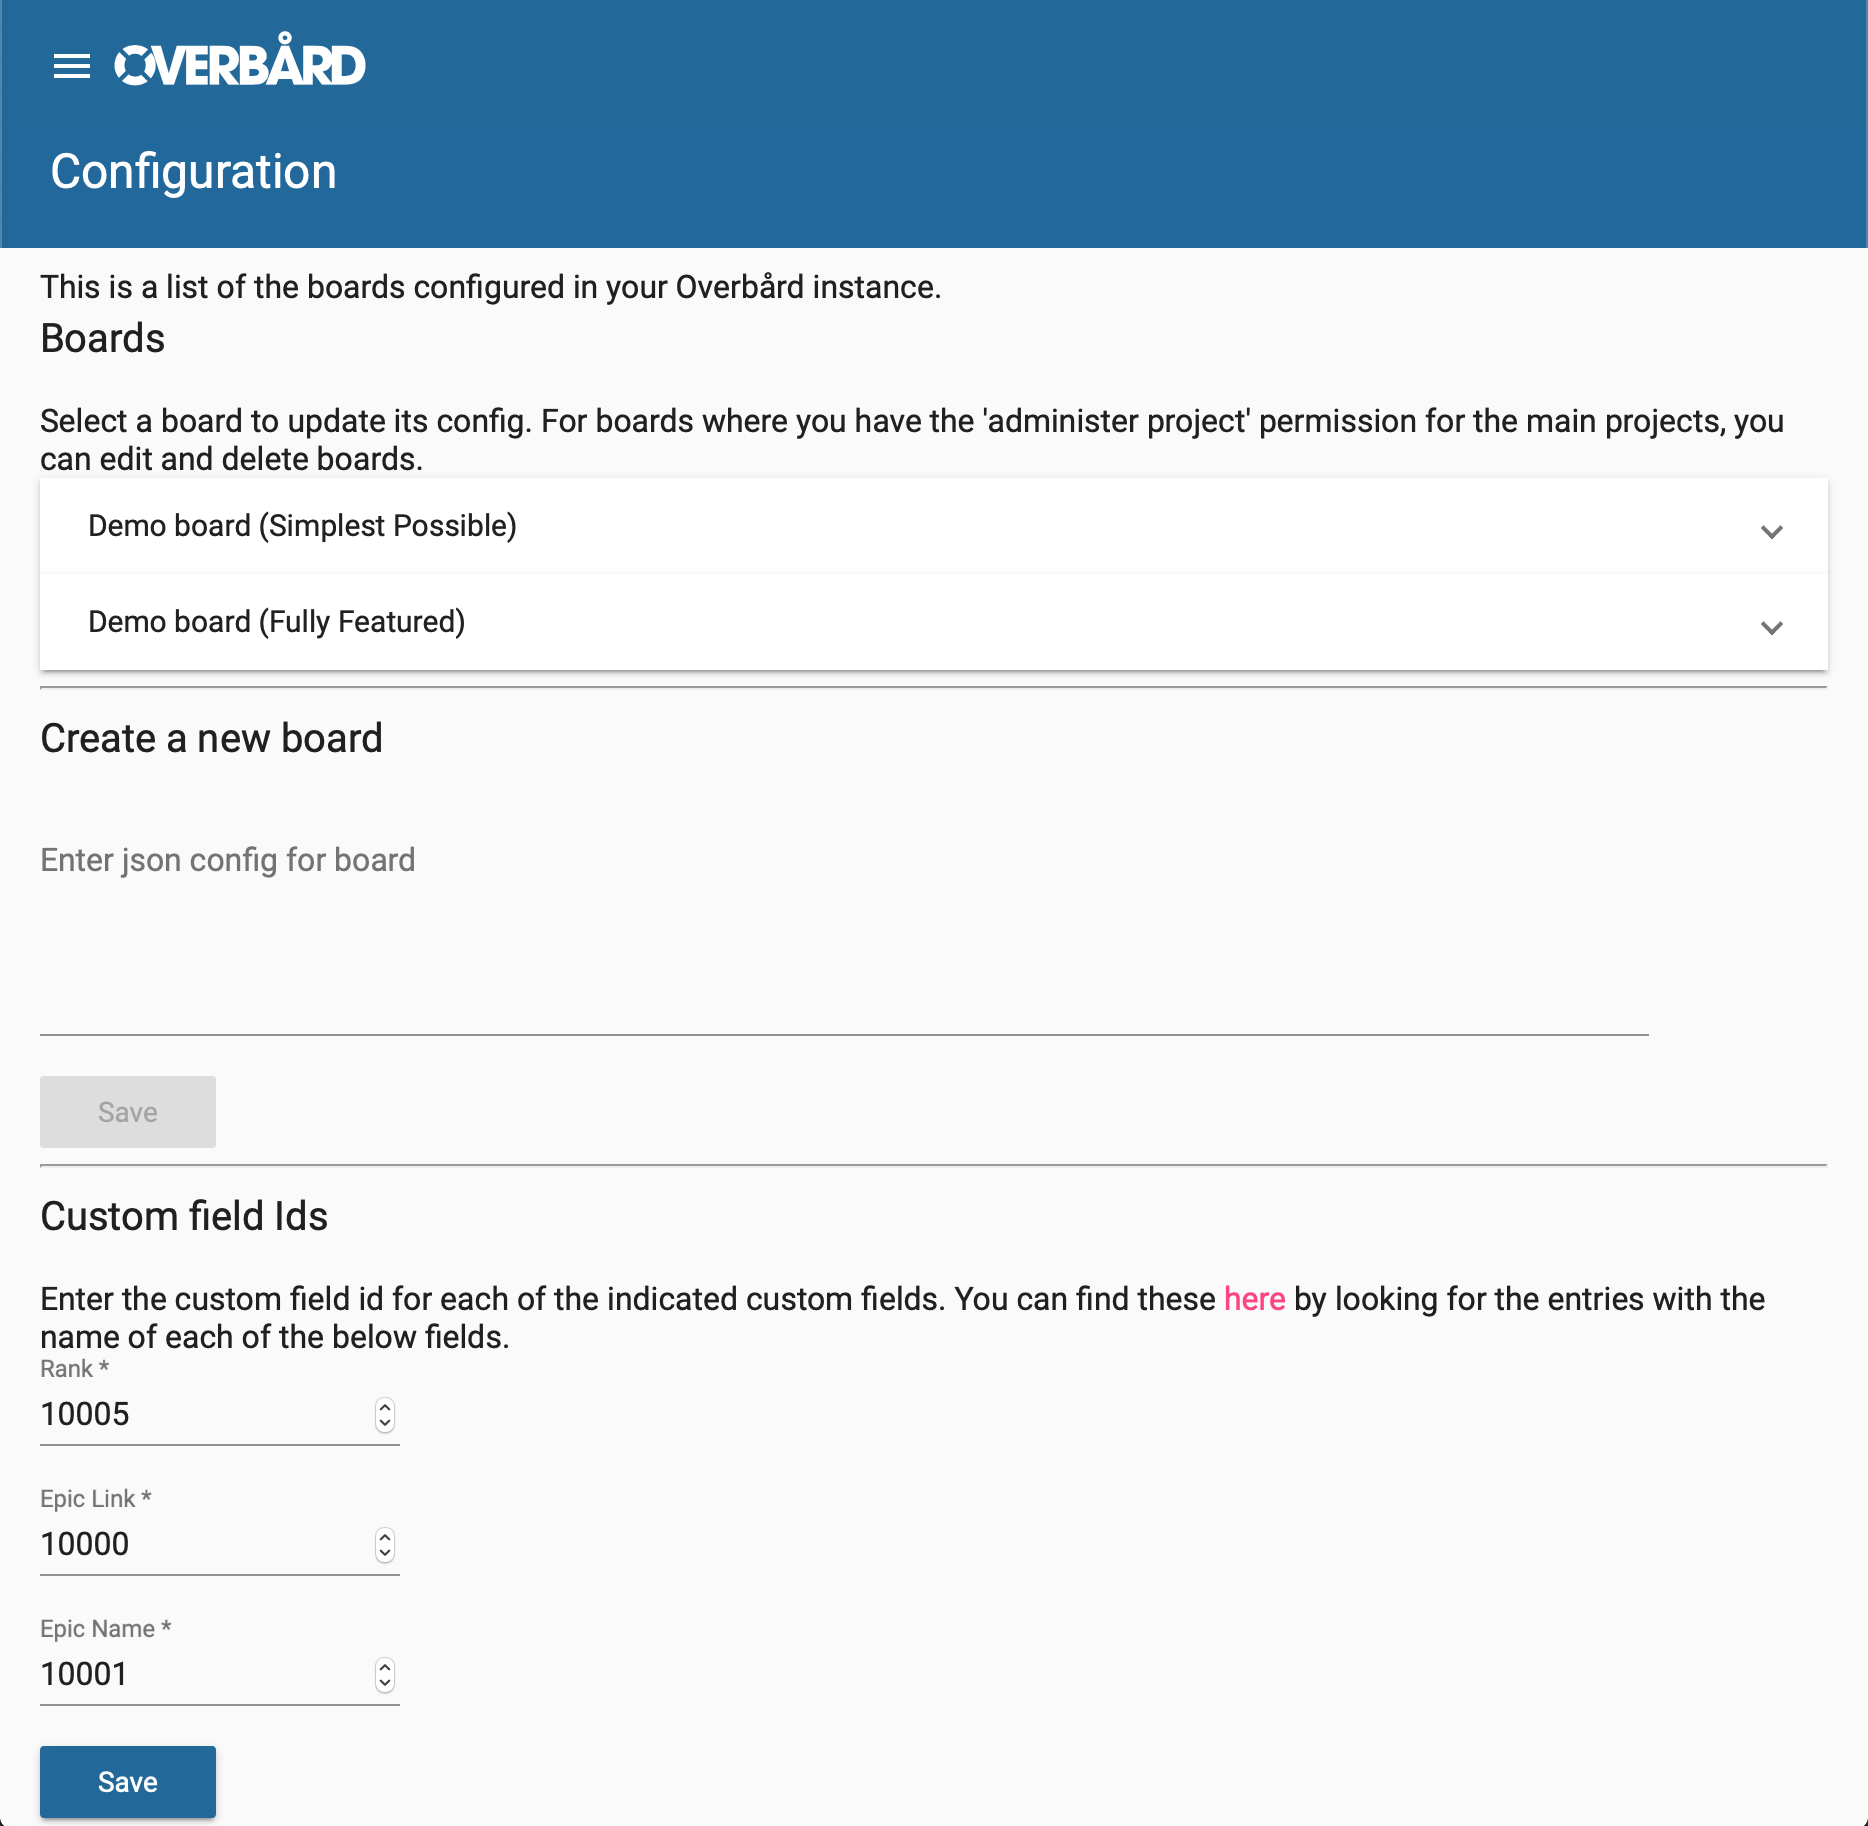 OVERBÅRD
Configuration
This is a list of the boards configured in your Overbård instance.
Boards
Select a board to update its config. For boards where you have the 'administer project' permission for the main projects, you
can edit and delete boards.
Demo board (Simplest Possible)
Demo board (Fully Featured)
Create a new board
Enter json config for board
Save
Custom field Ids
Enter the custom field id for each of the indicated custom fields. You can find these here by looking for the entries with the
name of each of the below fields.
Rank *
10005
Epic Link *
10000
Epic Name *
10001
Save